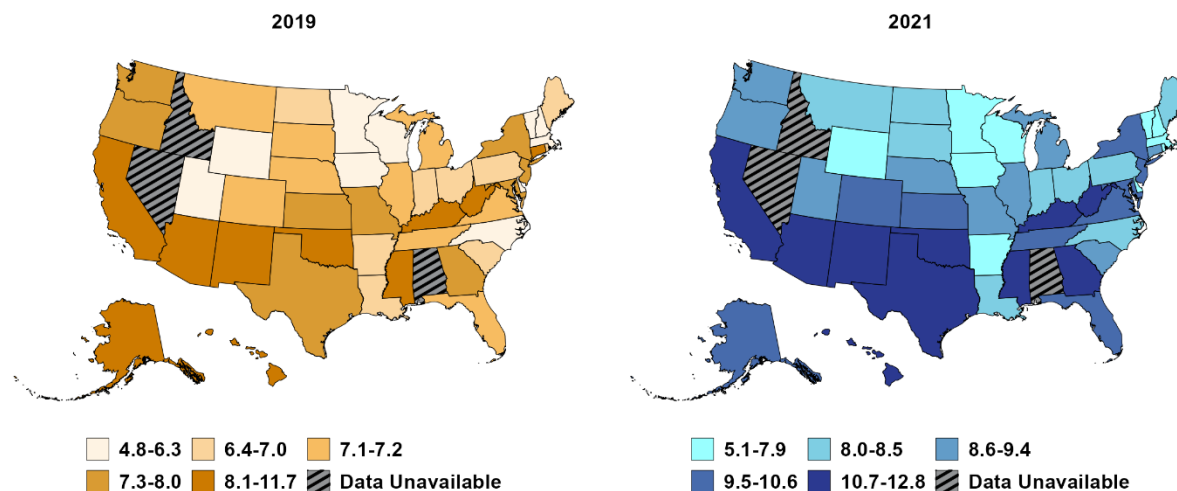 2019
2021
4.8-6.3 6.4-7.0 7.1-7.2
7.3-8.0 8.1-11.7 Data Unavailable
5.1-7.9 8.0-8.5 8.6-9.4
9.5-10.6 10.7-12.8 Data Unavailable